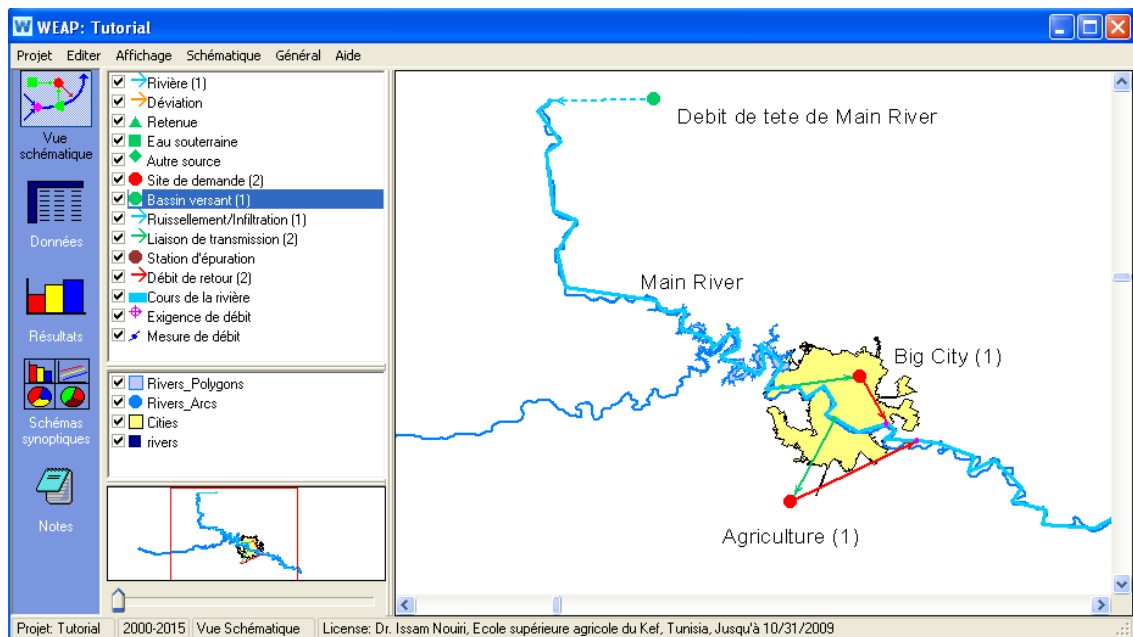 WEAP: Tutorial
Projet Editer Affichage Schématique Général Aide
Vue schématique
Données
Résultats
Schémas synoptiques
Notes
Rivière (1)
Déviation
Retenue
Eau souterraine
Autre source
Site de demande (2)
Bassin versant (1)
Ruissellement/Infiltration (1)
Liaison de transmission (2)
Station d'épuration
Débit de retour (2)
Cours de la rivière
Exigence de débit
Mesure de débit
Rivers_Polygons
Rivers_Arcs
Cities
rivers
Debit de tete de Main River
Main River
Big City (1)
Agriculture (1)
Projet: Tutorial 2000-2015 Vue Schématique License: Dr. Issam Nouiri, Ecole supérieure agricole du Kef, Tunisia, Jusqu'à 10/31/2009